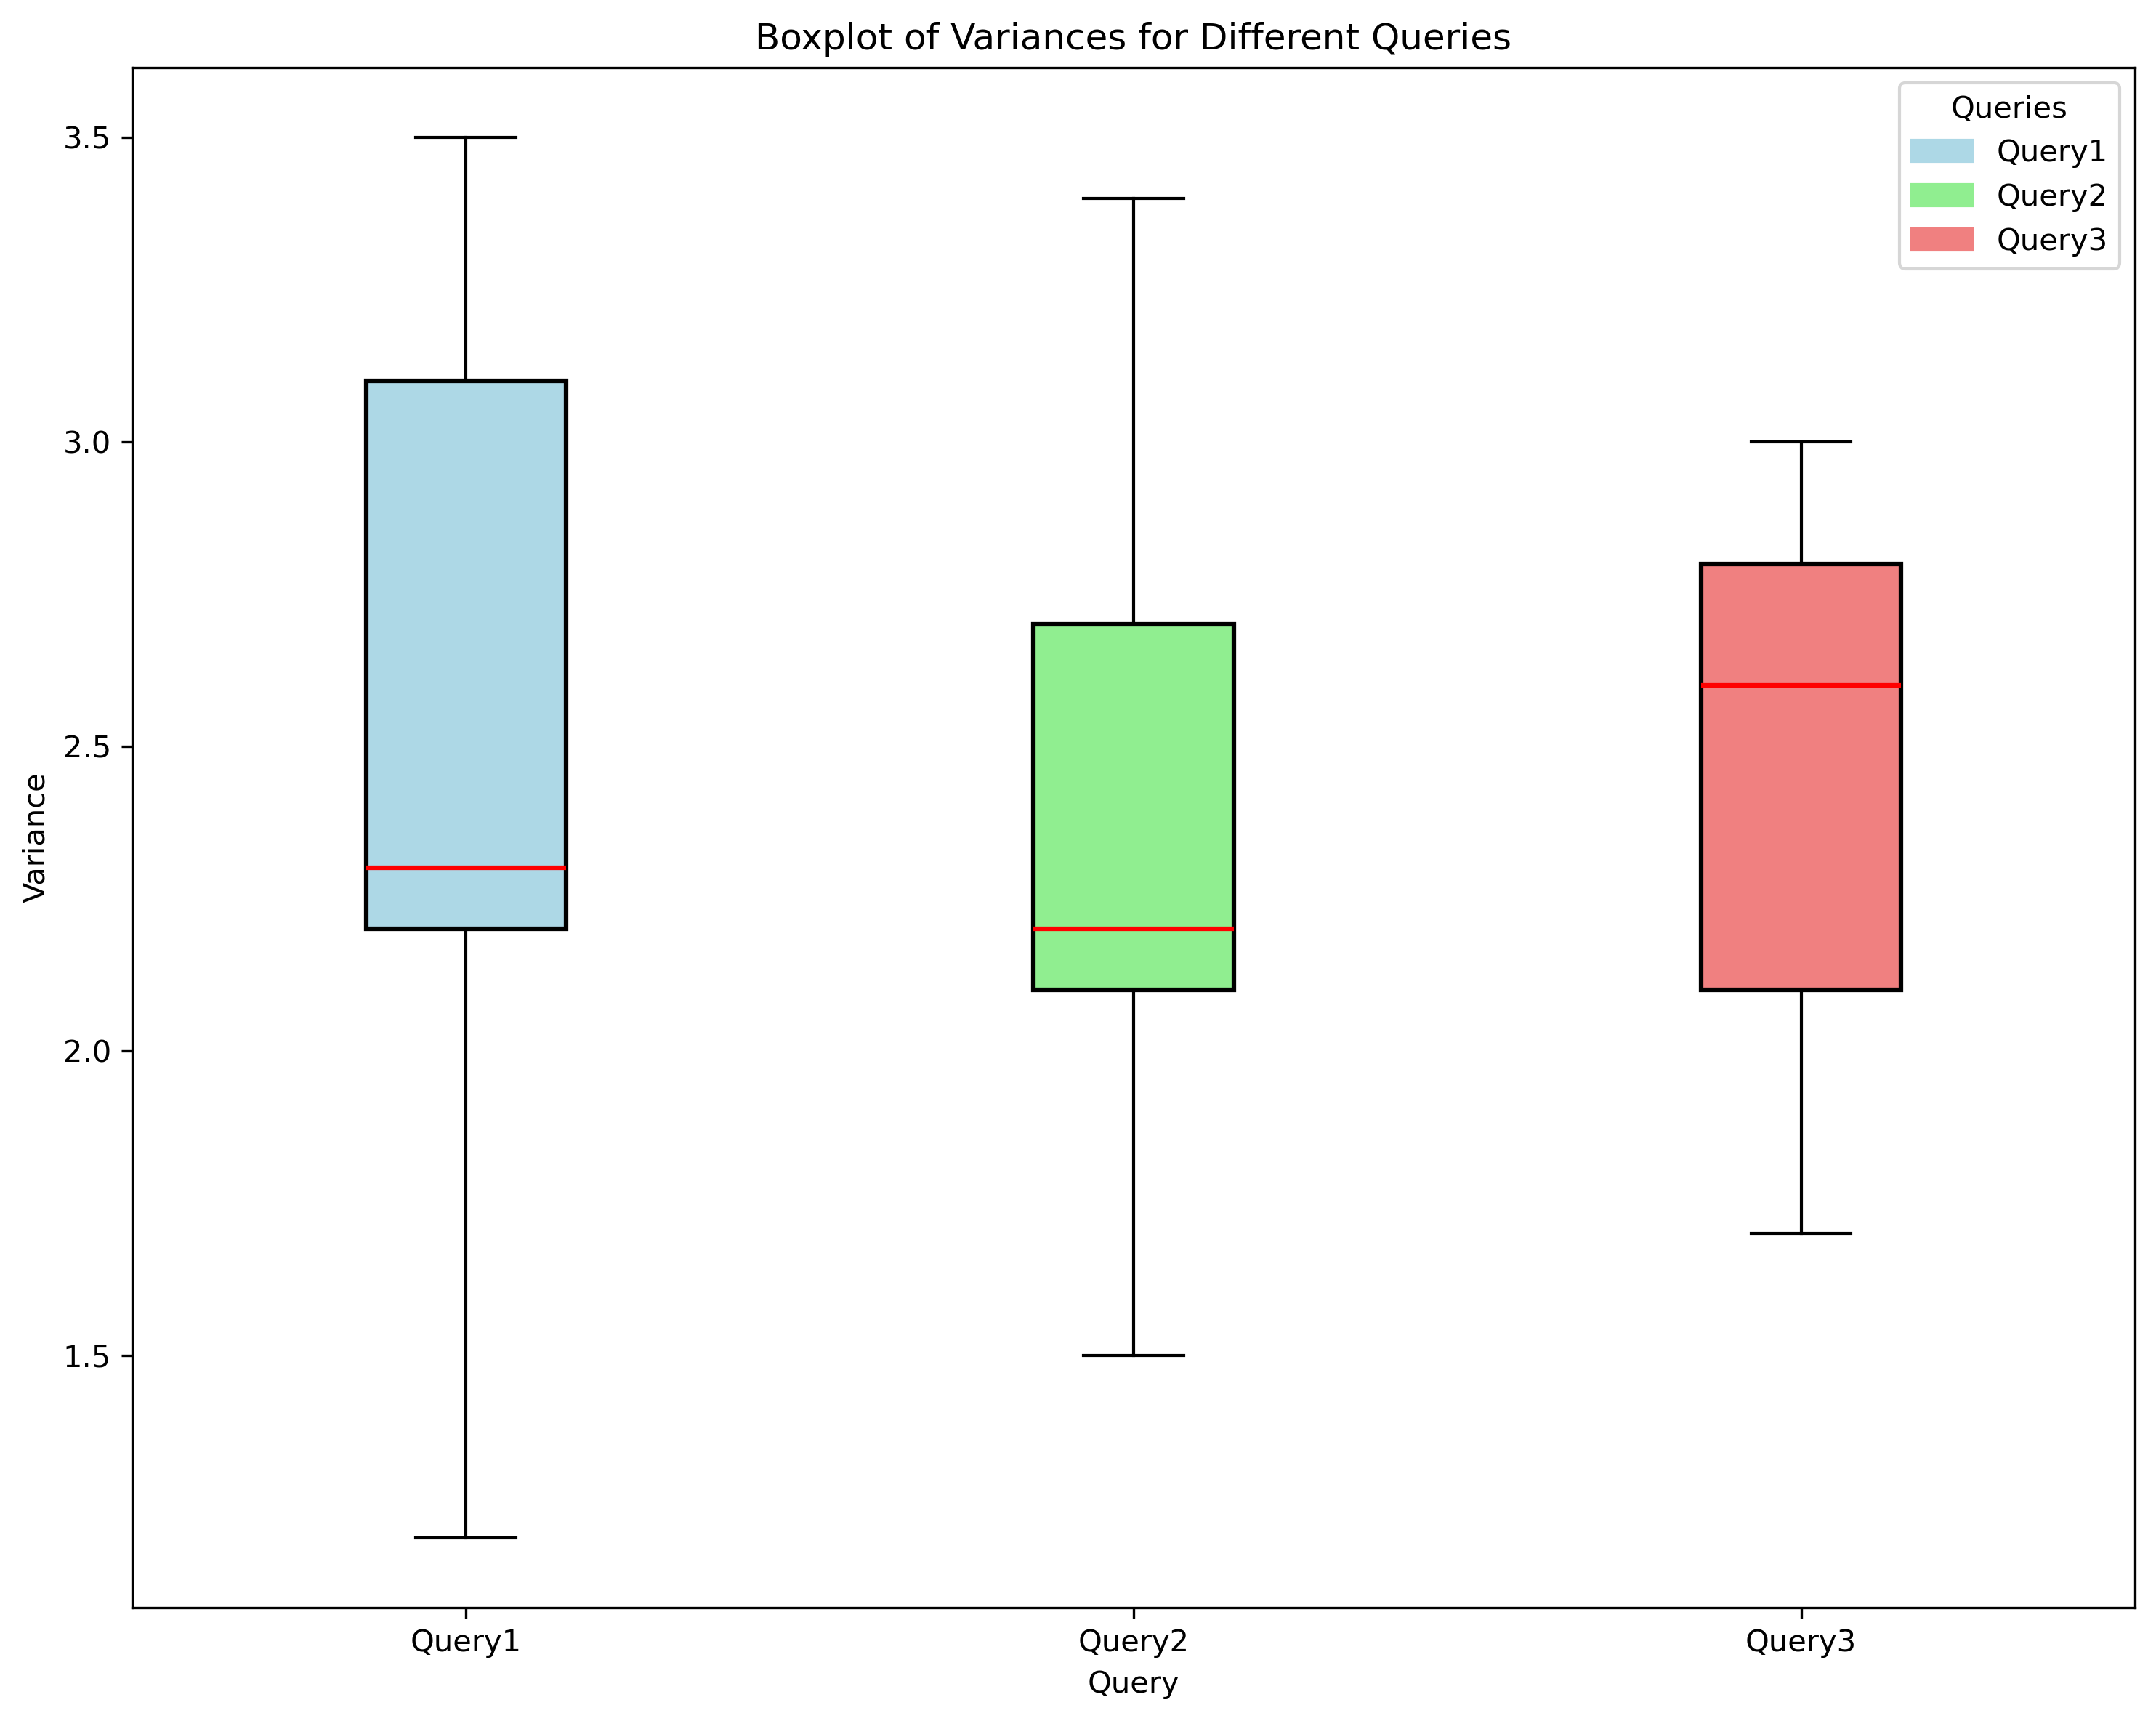 Boxplot of Variances for Different Queries
Queries
Query1
Query2
Query3
3.5
3.0
2.5
2.0
1.5
Variance
Query1
Query2
Query3
Query